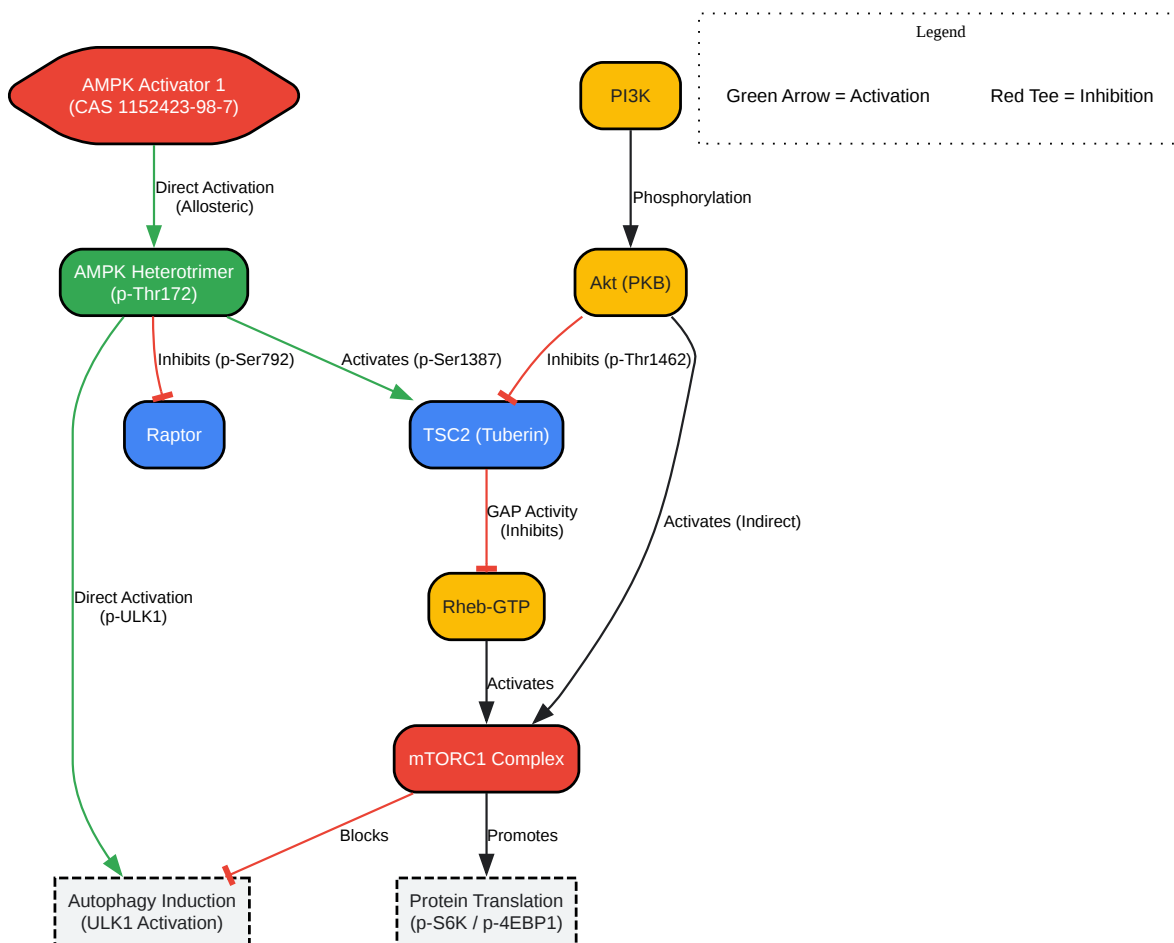 Legend
AMPK Activator 1
(CAS 1152423-98-7)
PI3K
Green Arrow = Activation
Red Tee = Inhibition
Direct Activation
(Allosteric)
Phosphorylation
AMPK Heterotrimer
(p-Thr172)
Akt (PKB)
Inhibits (p-Ser792)
Activates (p-Ser1387)
Inhibits (p-Thr1462)
Raptor
TSC2 (Tuberin)
GAP Activity
(Inhibits)
Activates (Indirect)
Direct Activation
(p-ULK1)
Rheb-GTP
Activates
mTORC1 Complex
Blocks
Promotes
Autophagy Induction
(ULK1 Activation)
Protein Translation
(p-S6K / p-4EBP1)